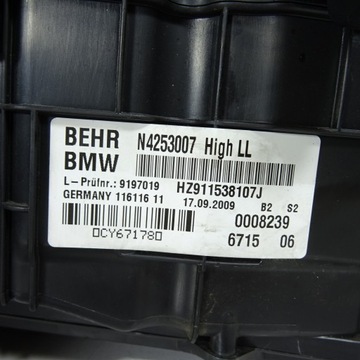 BEHR N4253007 High LL
BMW
L-Prüfnr.: 9197019 HZ911538107J
GERMANY 116116 11 17.09.2009 B2 S2
0008239
CY67178 6715 06